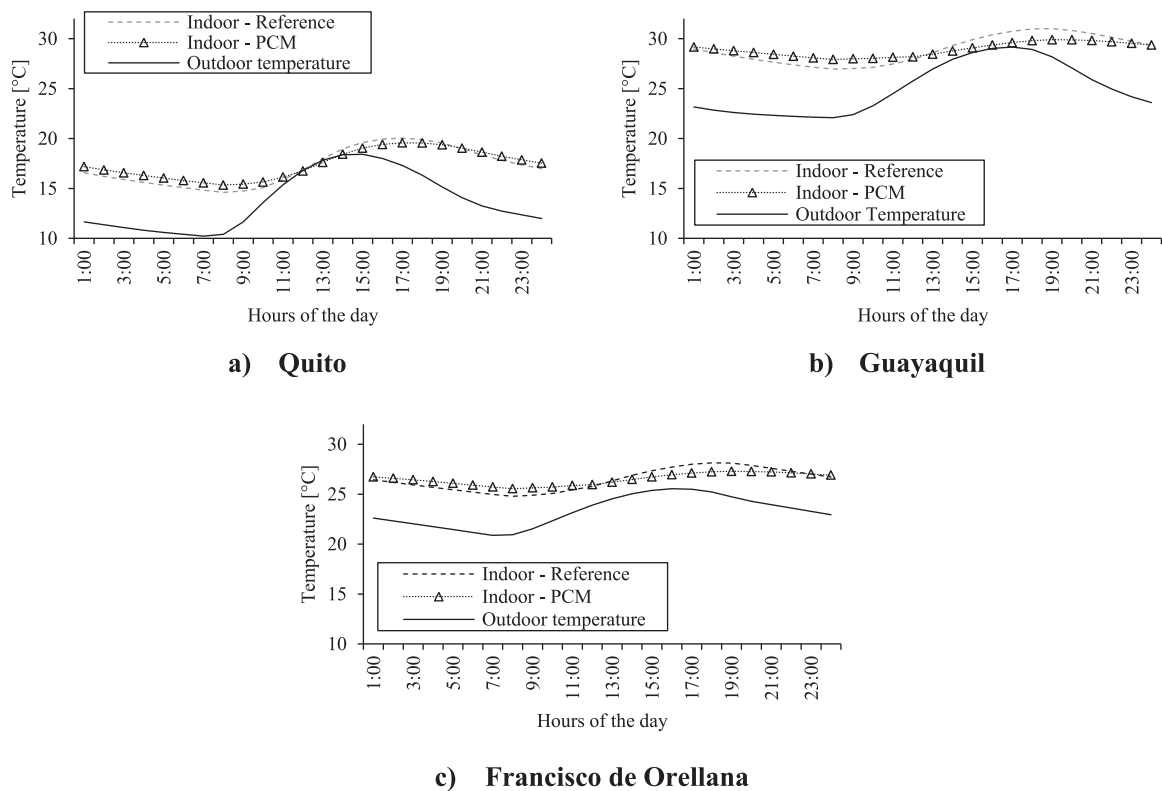 Indoor - Reference
Indoor - PCM
Outdoor temperature
Temperature [°C]
30
25
20
15
10
1:00
3:00
5:00
7:00
9:00
11:00
13:00
15:00
17:00
19:00
21:00
23:00
Hours of the day
a) Quito
Temperature [°C]
30
25
20
15
10
Indoor - Reference
Indoor - PCM
Outdoor Temperature
1:00
3:00
5:00
7:00
9:00
11:00
13:00
15:00
17:00
19:00
21:00
23:00
Hours of the day
b) Guayaquil
Temperature [°C]
30
25
20
15
10
Indoor - Reference
Indoor - PCM
Outdoor temperature
1:00
3:00
5:00
7:00
9:00
11:00
13:00
15:00
17:00
19:00
21:00
23:00
Hours of the day
c) Francisco de Orellana